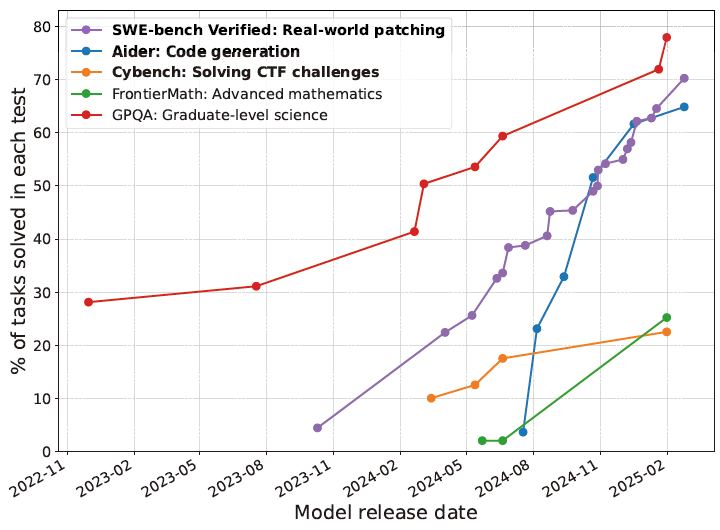 SWE-bench Verified: Real-world patching
Aider: Code generation
Cybench: Solving CTF challenges
FrontierMath: Advanced mathematics
GPQA: Graduate-level science
% of tasks solved in each test
80
70
60
50
40
30
20
10
0
2022-11
2023-02
2023-05
2023-08
2023-11
2024-02
2024-05
2024-08
2024-11
2025-02
Model release date